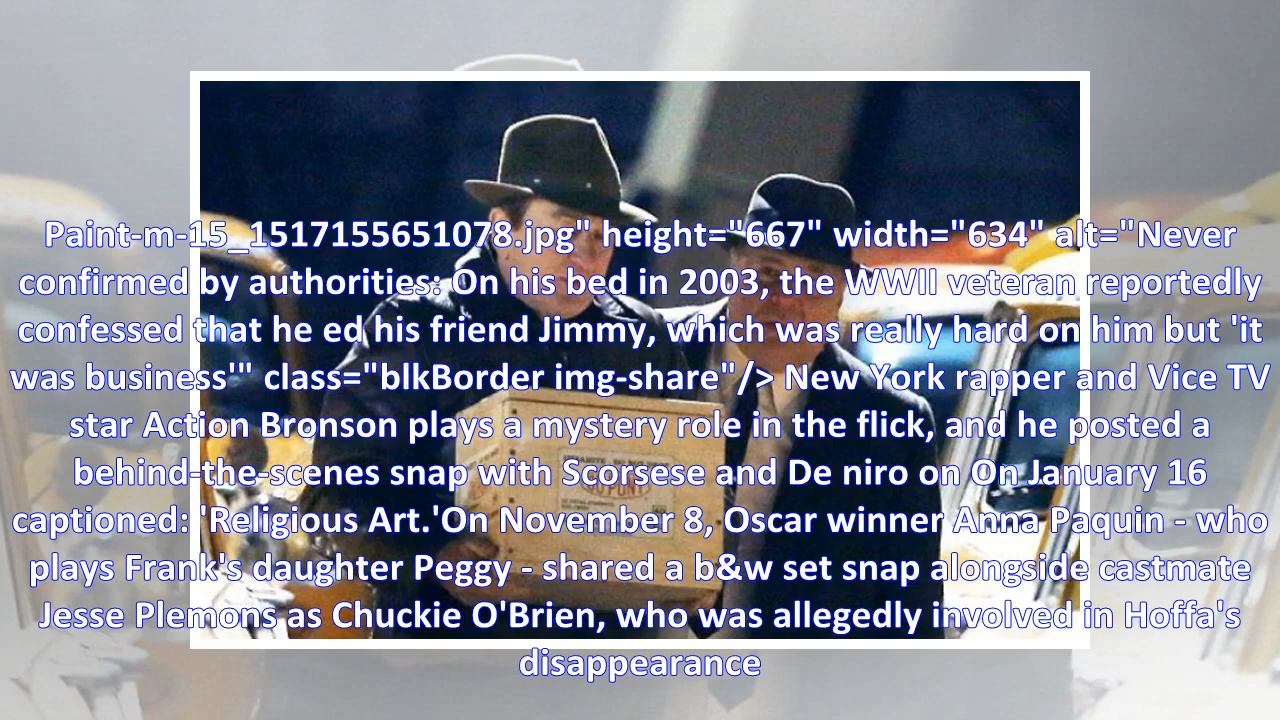 Paint-m-15_1517155651078.jpg" height="667" width="634" alt="Never
confirmed by authorities: On his bed in 2003, the WWII veteran reportedly
confessed that he ed his friend Jimmy, which was really hard on him but 'it
was business'" class="blkBorder img-share"/> New York rapper and Vice TV
star Action Bronson plays a mystery role in the flick, and he posted a
behind-the-scenes snap with Scorsese and De niro on On January 16
captioned: 'Religious Art.'On November 8, Oscar winner Anna Paquin - who
plays Frank's daughter Peggy - shared a b&w set snap alongside castmate
Jesse Plemons as Chuckie O'Brien, who was allegedly involved in Hoffa's
disappearance